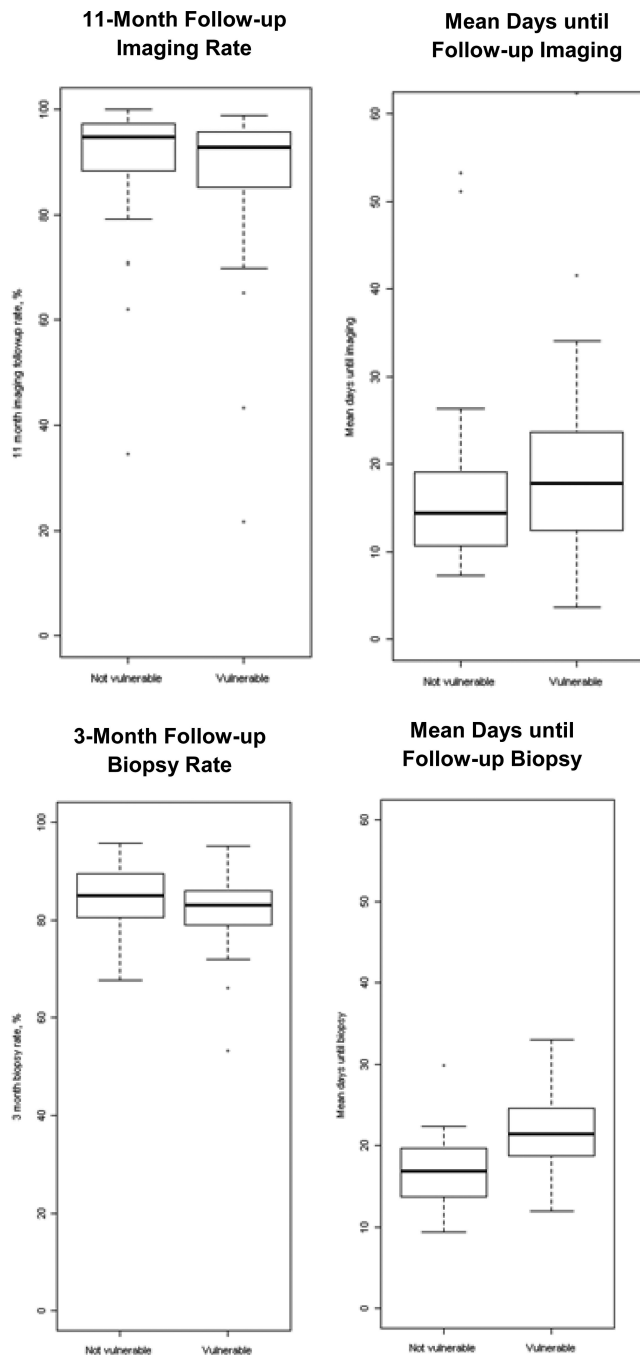 11-Month Follow-up
Imaging Rate
Mean Days until
Follow-up Imaging
11 month imaging followup rate, %
100
80
60
40
20
0
Not vulnerable
Vulnerable
Mean days until imaging
60
50
40
30
20
10
0
Not vulnerable
Vulnerable
3-Month Follow-up
Biopsy Rate
Mean Days until
Follow-up Biopsy
3 month biopsy rate, %
100
80
60
40
20
0
Not vulnerable
Vulnerable
Mean days until biopsy
60
50
40
30
20
10
0
Not vulnerable
Vulnerable